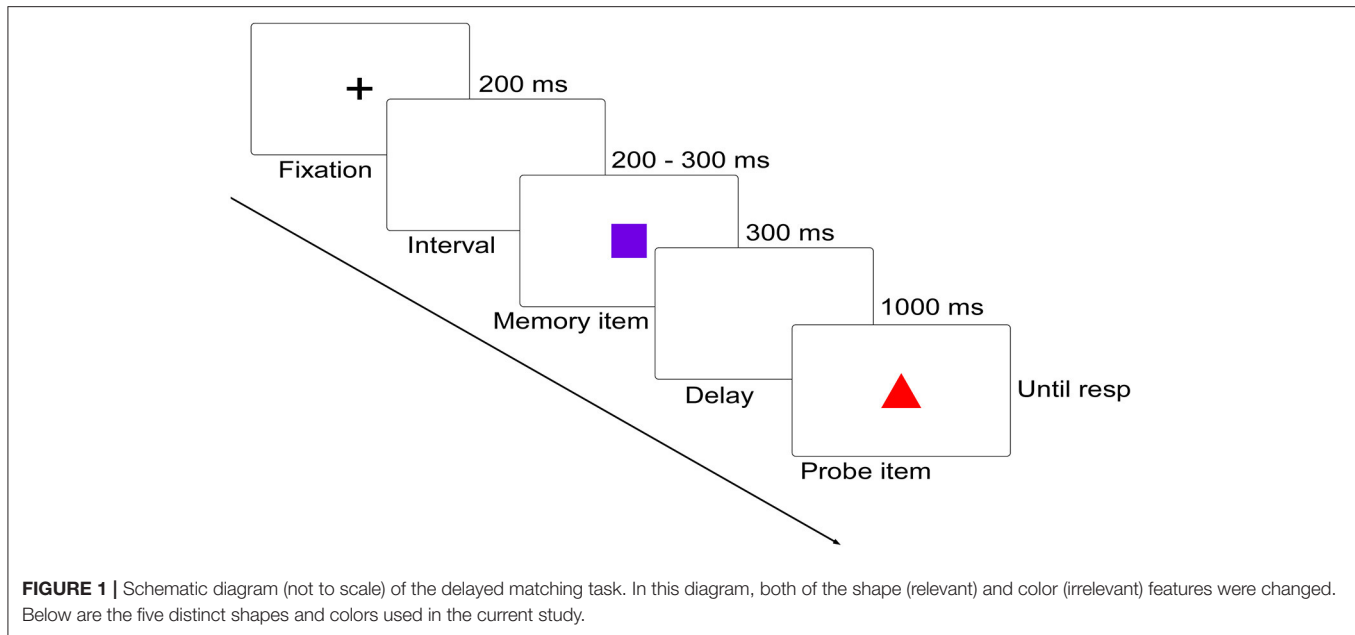 200 ms
Fixation
200 - 300 ms
Interval
300 ms
Memory item
1000 ms
Delay
Until resp
Probe item
FIGURE 1 | Schematic diagram (not to scale) of the delayed matching task. In this diagram, both of the shape (relevant) and color (irrelevant) features were changed.
Below are the five distinct shapes and colors used in the current study.